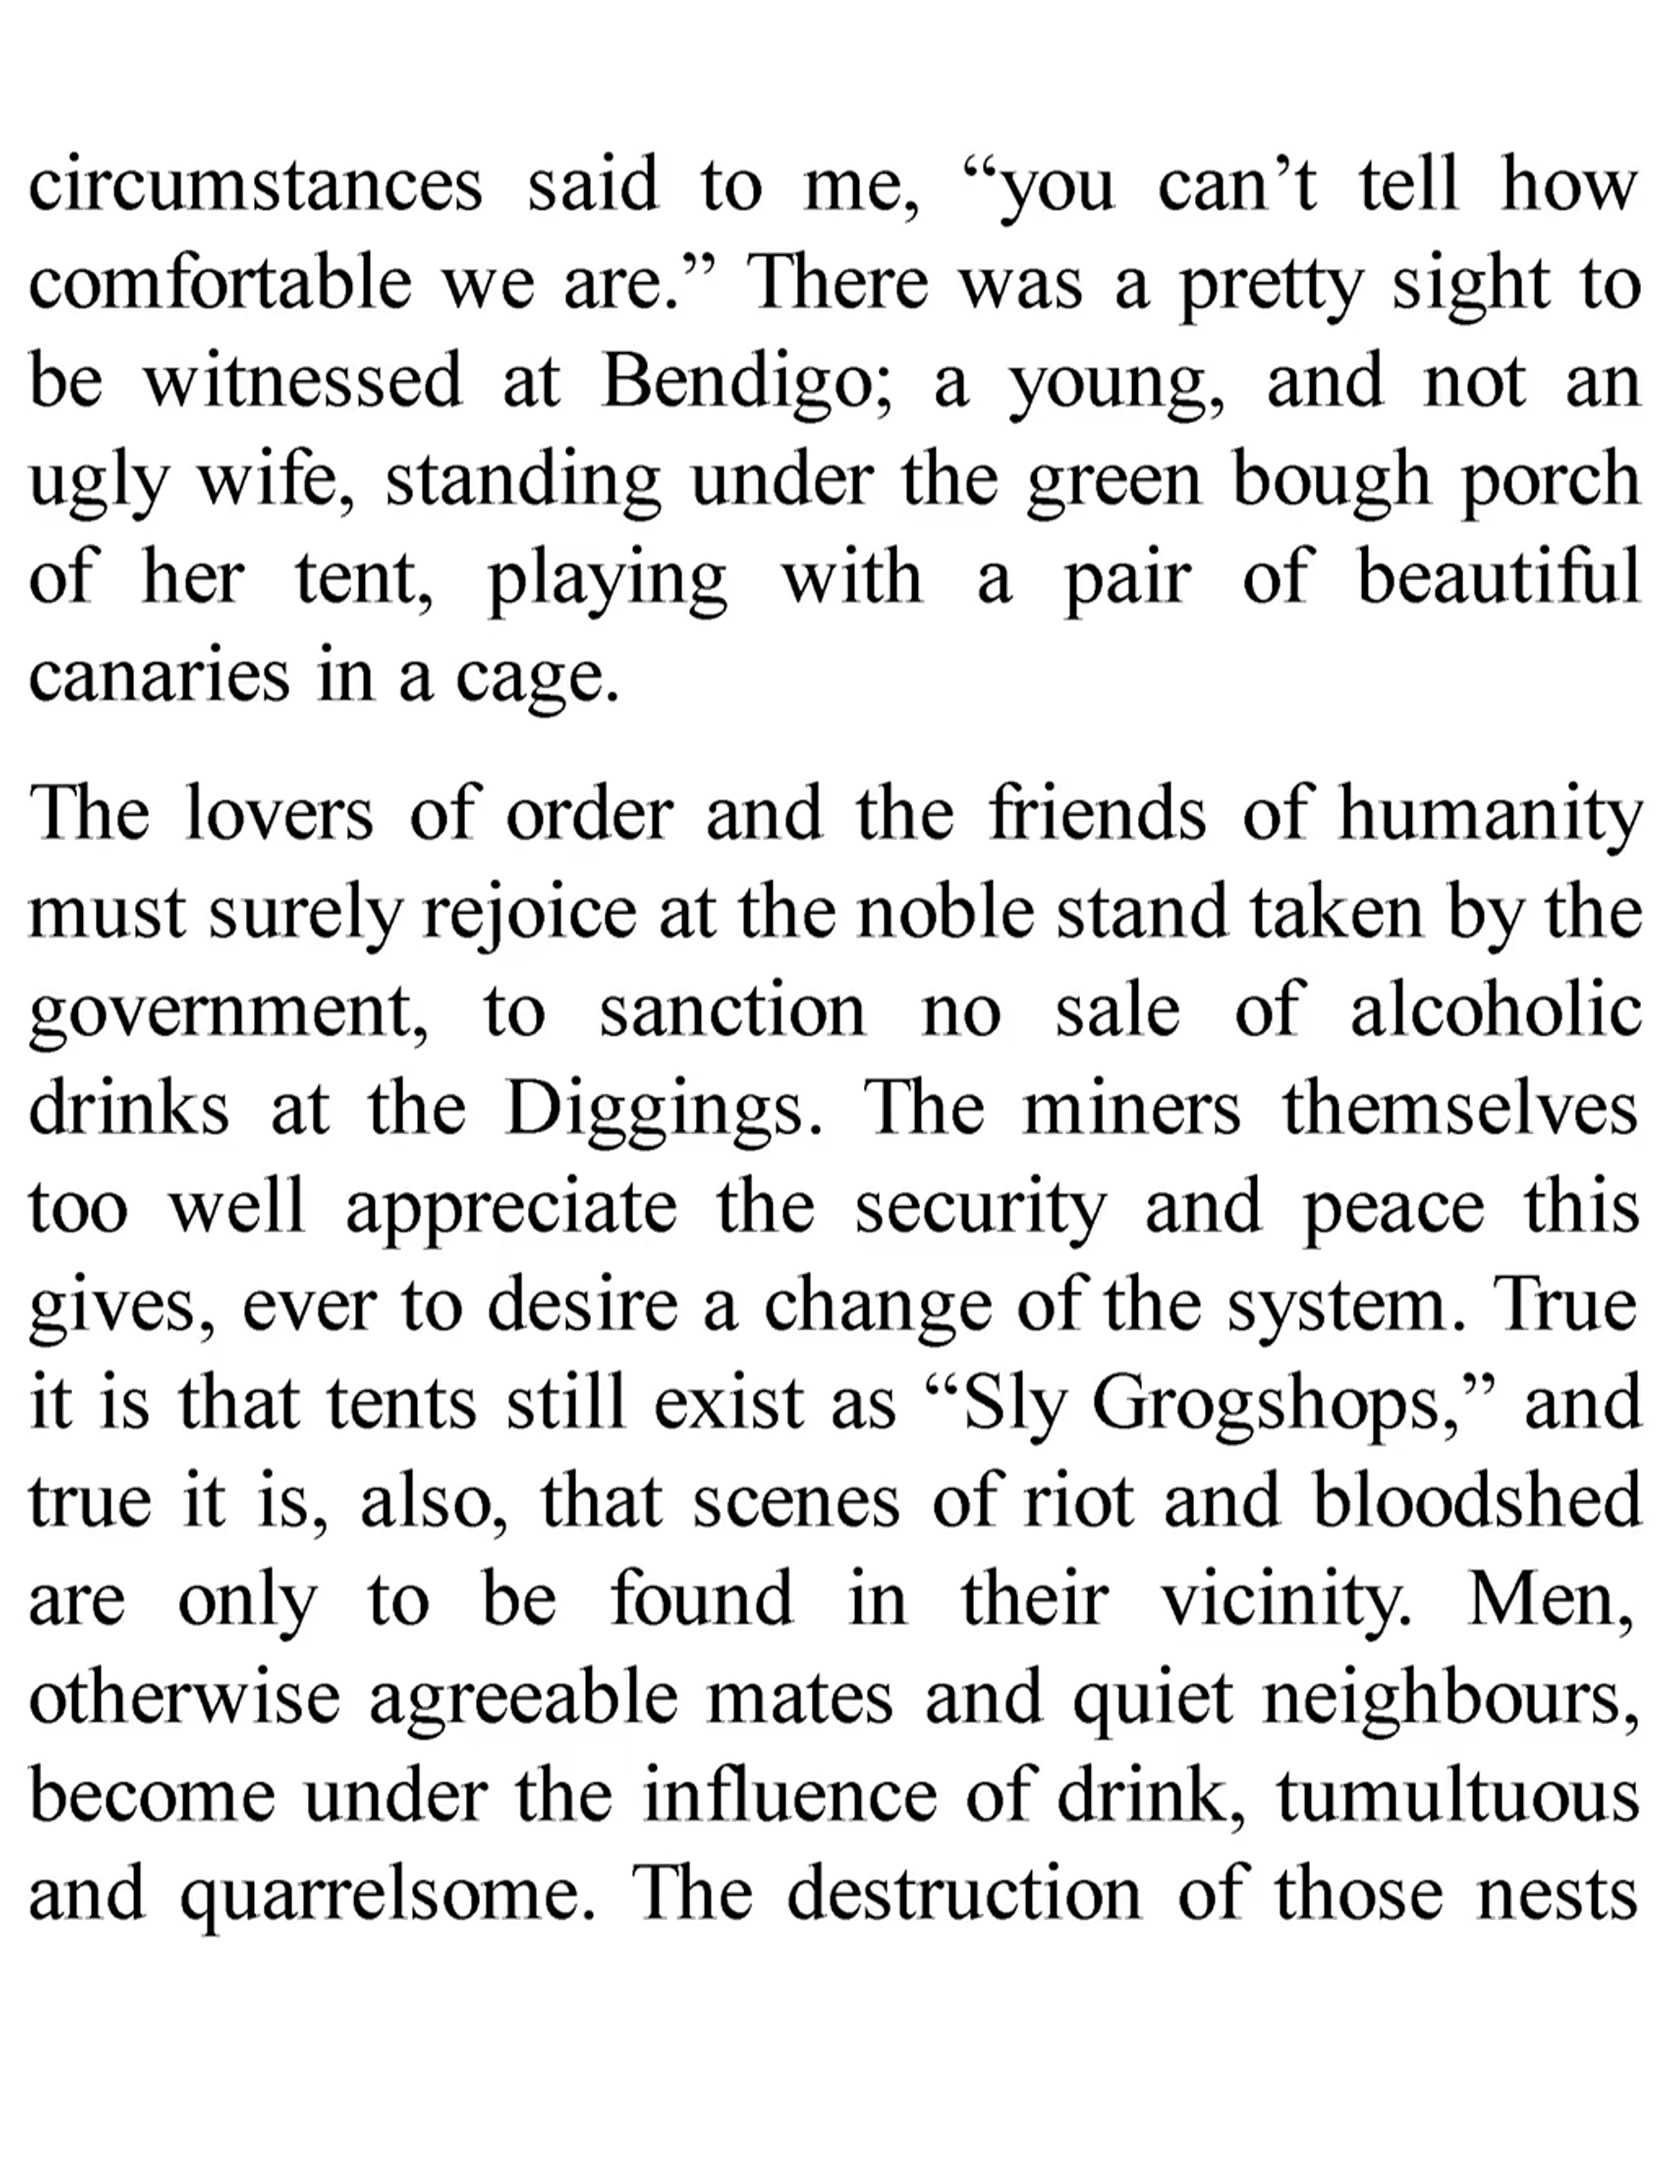 circumstances said to me, “you can’t tell how
comfortable we are.” There was a pretty sight to
be witnessed at Bendigo; a young, and not an
ugly wife, standing under the green bough porch
of her tent, playing with a pair of beautiful
canaries in a cage.
The lovers of order and the friends of humanity
must surely rejoice at the noble stand taken by the
government, to sanction no sale of alcoholic
drinks at the Diggings. The miners themselves
too well appreciate the security and peace this
gives, ever to desire a change of the system. True
it is that tents still exist as “Sly Grogshops,” and
true it is, also, that scenes of riot and bloodshed
are only to be found in their vicinity. Men,
otherwise agreeable mates and quiet neighbours,
become under the influence of drink, tumultuous
and quarrelsome. The destruction of those nests